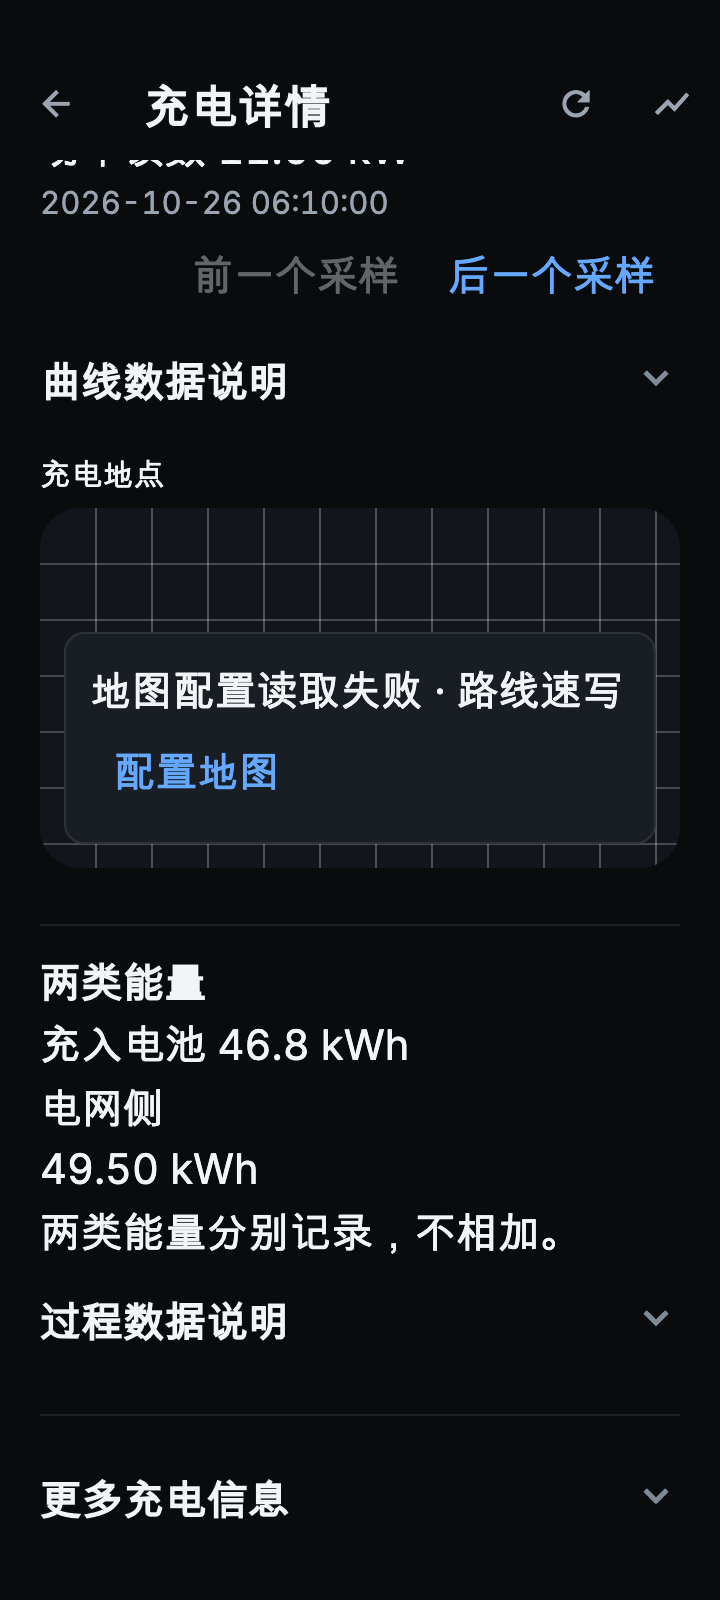 充电详情
2026-10-26 06:10:00
前一个采样 后一个采样
曲线数据说明
充电地点
地图配置读取失败 · 路线速写
配置地图
两类能量
充入电池 46.8 kWh
电网侧
49.50 kWh
两类能量分别记录，不相加。
过程数据说明
更多充电信息